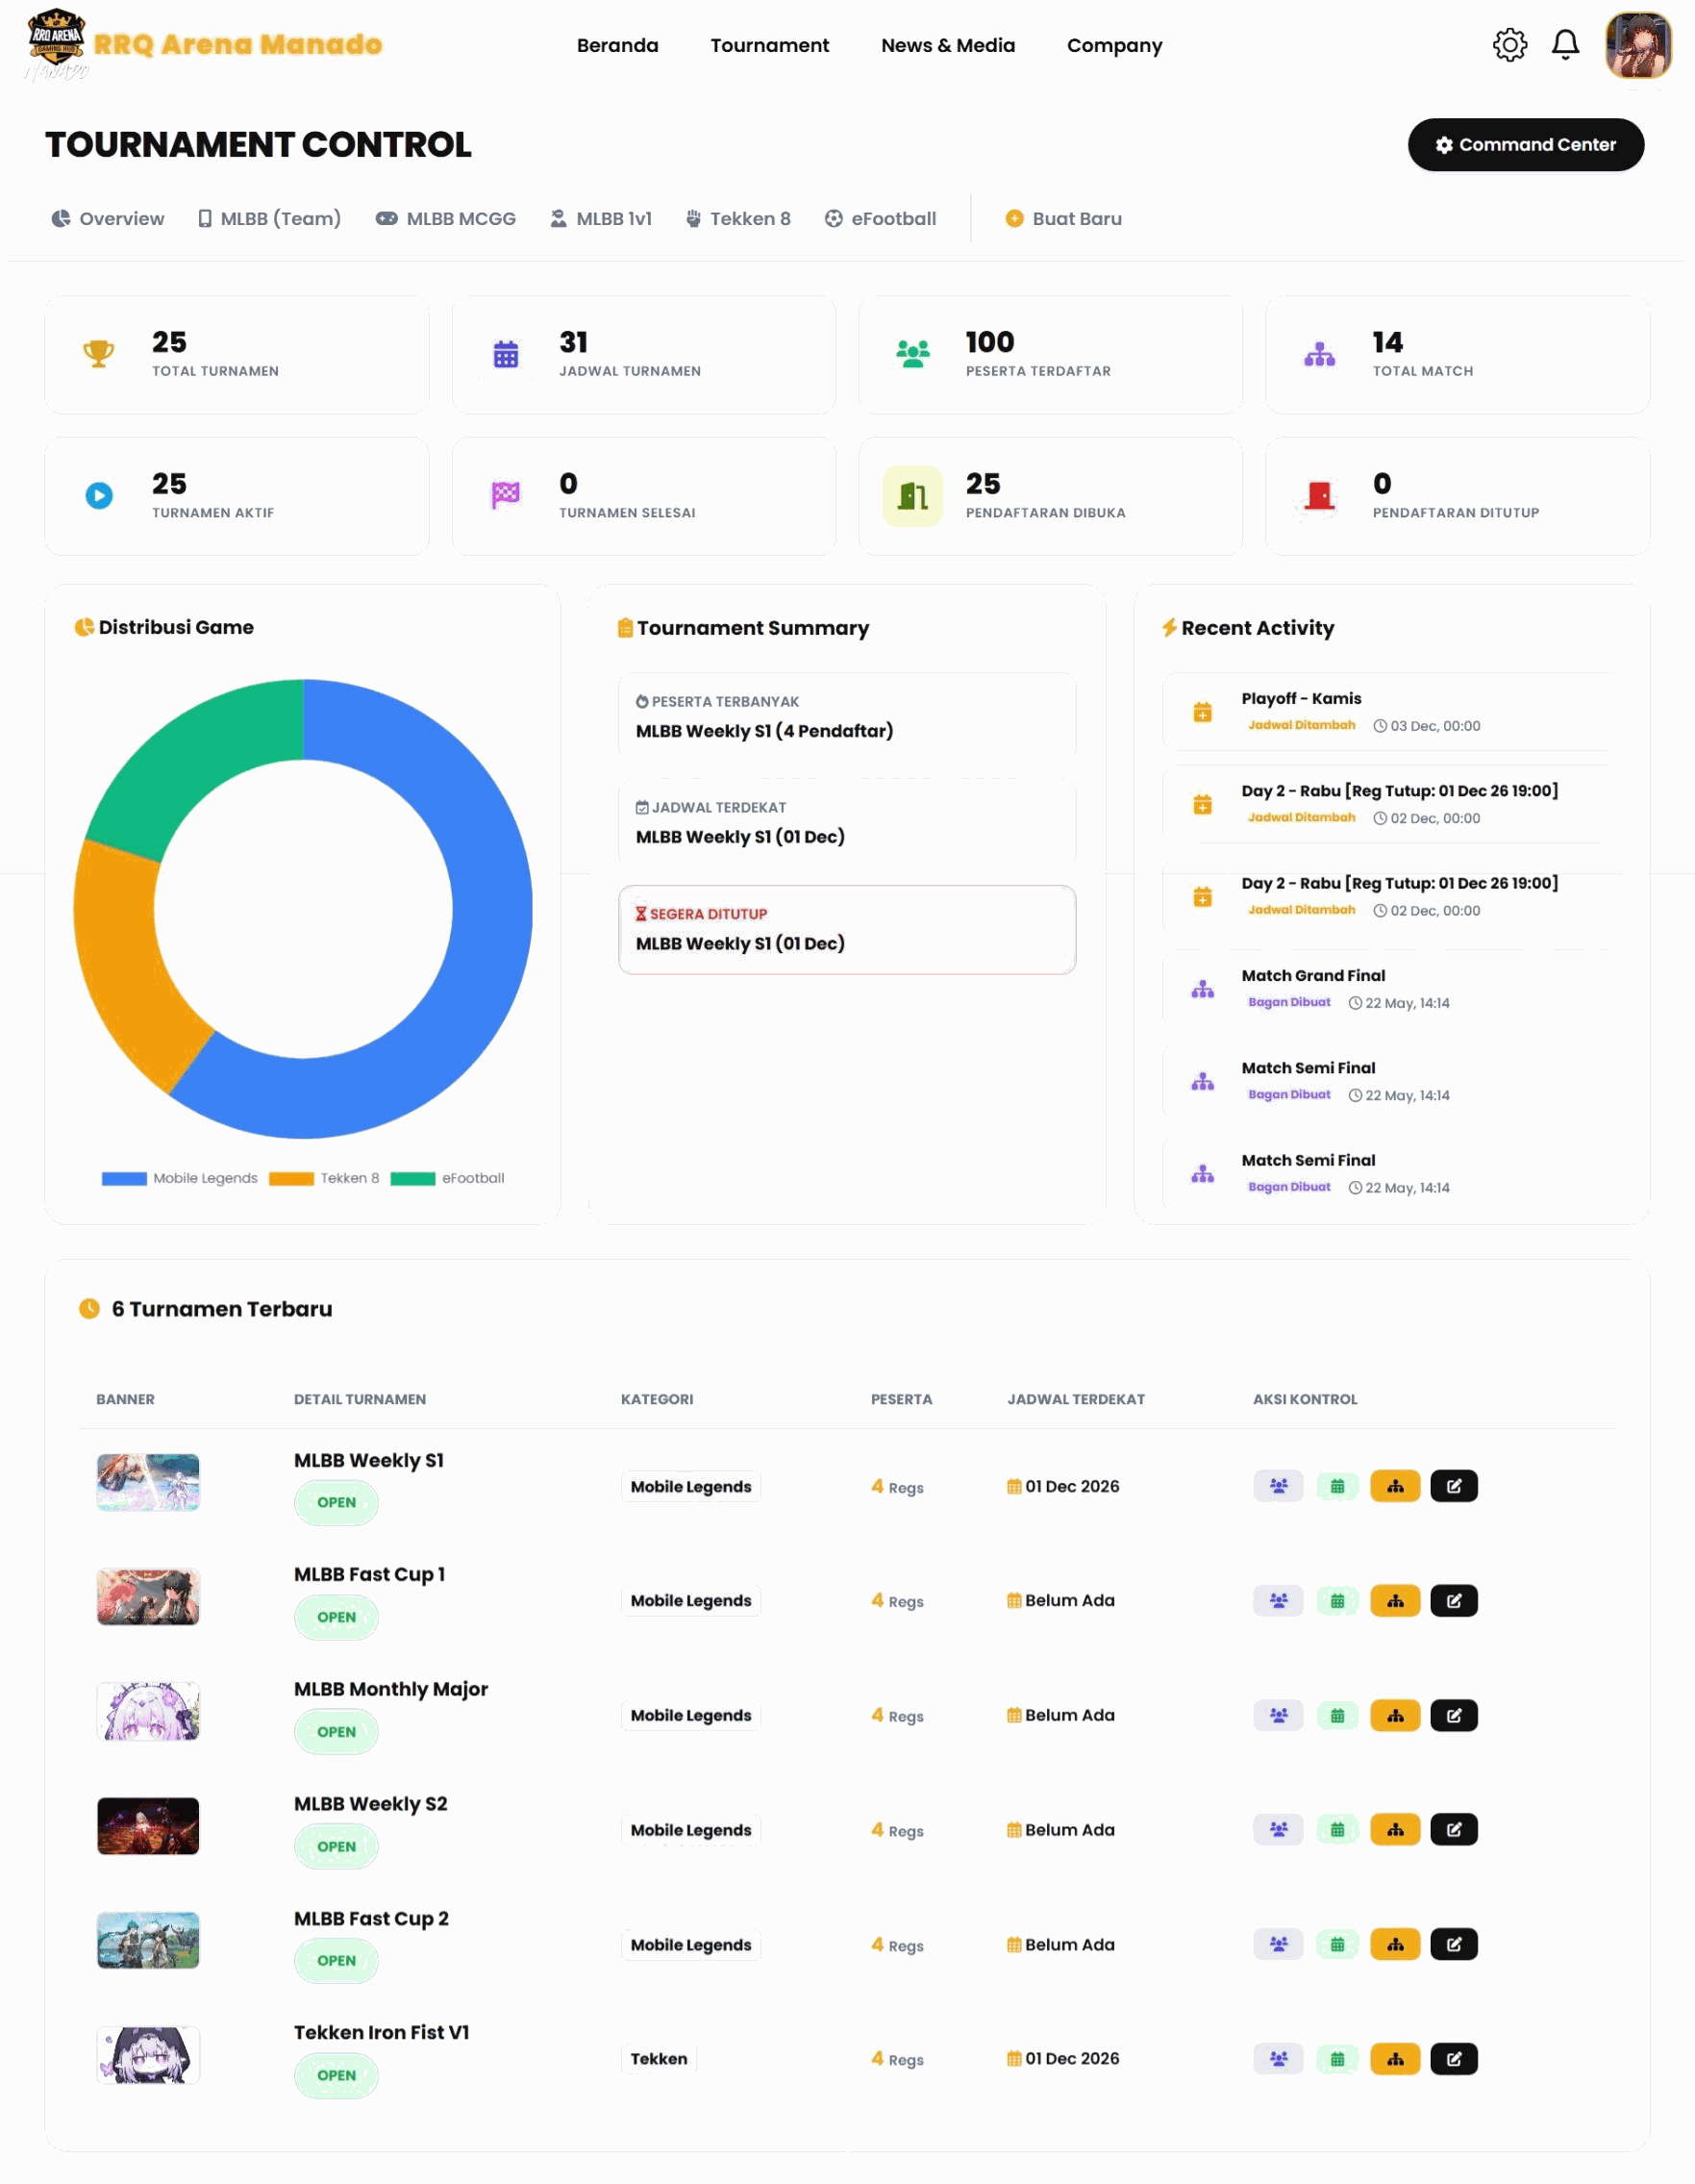 RRQ ARENA
GAMING HUB
Manado
RRQ Arena Manado
Beranda
Tournament
News & Media
Company
TOURNAMENT CONTROL
Command Center
Overview
MLBB (Team)
MLBB MCGG
MLBB 1v1
Tekken 8
eFootball
Buat Baru
25
TOTAL TURNAMEN
31
JADWAL TURNAMEN
100
PESERTA TERDAFTAR
14
TOTAL MATCH
25
TURNAMEN AKTIF
0
TURNAMEN SELESAI
25
PENDAFTARAN DIBUKA
0
PENDAFTARAN DITUTUP
Distribusi Game
Mobile Legends
Tekken 8
eFootball
Tournament Summary
PESERTA TERBANYAK
MLBB Weekly S1 (4 Pendaftar)
JADWAL TERDEKAT
MLBB Weekly S1 (01 Dec)
SEGERA DITUTUP
MLBB Weekly S1 (01 Dec)
Recent Activity
Playoff - Kamis
Jadwal Ditambah 03 Dec, 00:00
Day 2 - Rabu [Reg Tutup: 01 Dec 26 19:00]
Jadwal Ditambah 02 Dec, 00:00
Day 2 - Rabu [Reg Tutup: 01 Dec 26 19:00]
Jadwal Ditambah 02 Dec, 00:00
Match Grand Final
Bagan Dibuat 22 May, 14:14
Match Semi Final
Bagan Dibuat 22 May, 14:14
Match Semi Final
Bagan Dibuat 22 May, 14:14
6 Turnamen Terbaru
BANNER DETAIL TURNAMEN KATEGORI PESERTA JADWAL TERDEKAT AKSI KONTROL
MLBB Weekly S1
OPEN
Mobile Legends
4 Regs
01 Dec 2026
MLBB Fast Cup 1
OPEN
Mobile Legends
4 Regs
Belum Ada
MLBB Monthly Major
OPEN
Mobile Legends
4 Regs
Belum Ada
MLBB Weekly S2
OPEN
Mobile Legends
4 Regs
Belum Ada
MLBB Fast Cup 2
OPEN
Mobile Legends
4 Regs
Belum Ada
Tekken Iron Fist V1
OPEN
Tekken
4 Regs
01 Dec 2026